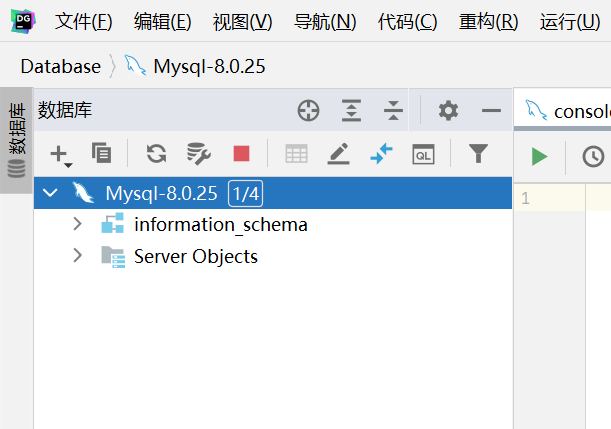 DG 文件(F) 编辑(E) 视图(V) 导航(N) 代码(C) 重构(R) 运行(U)
Database Mysql-8.0.25
数据库
数据库
console
QL
Mysql-8.0.25 1/4
1
information_schema
Server Objects